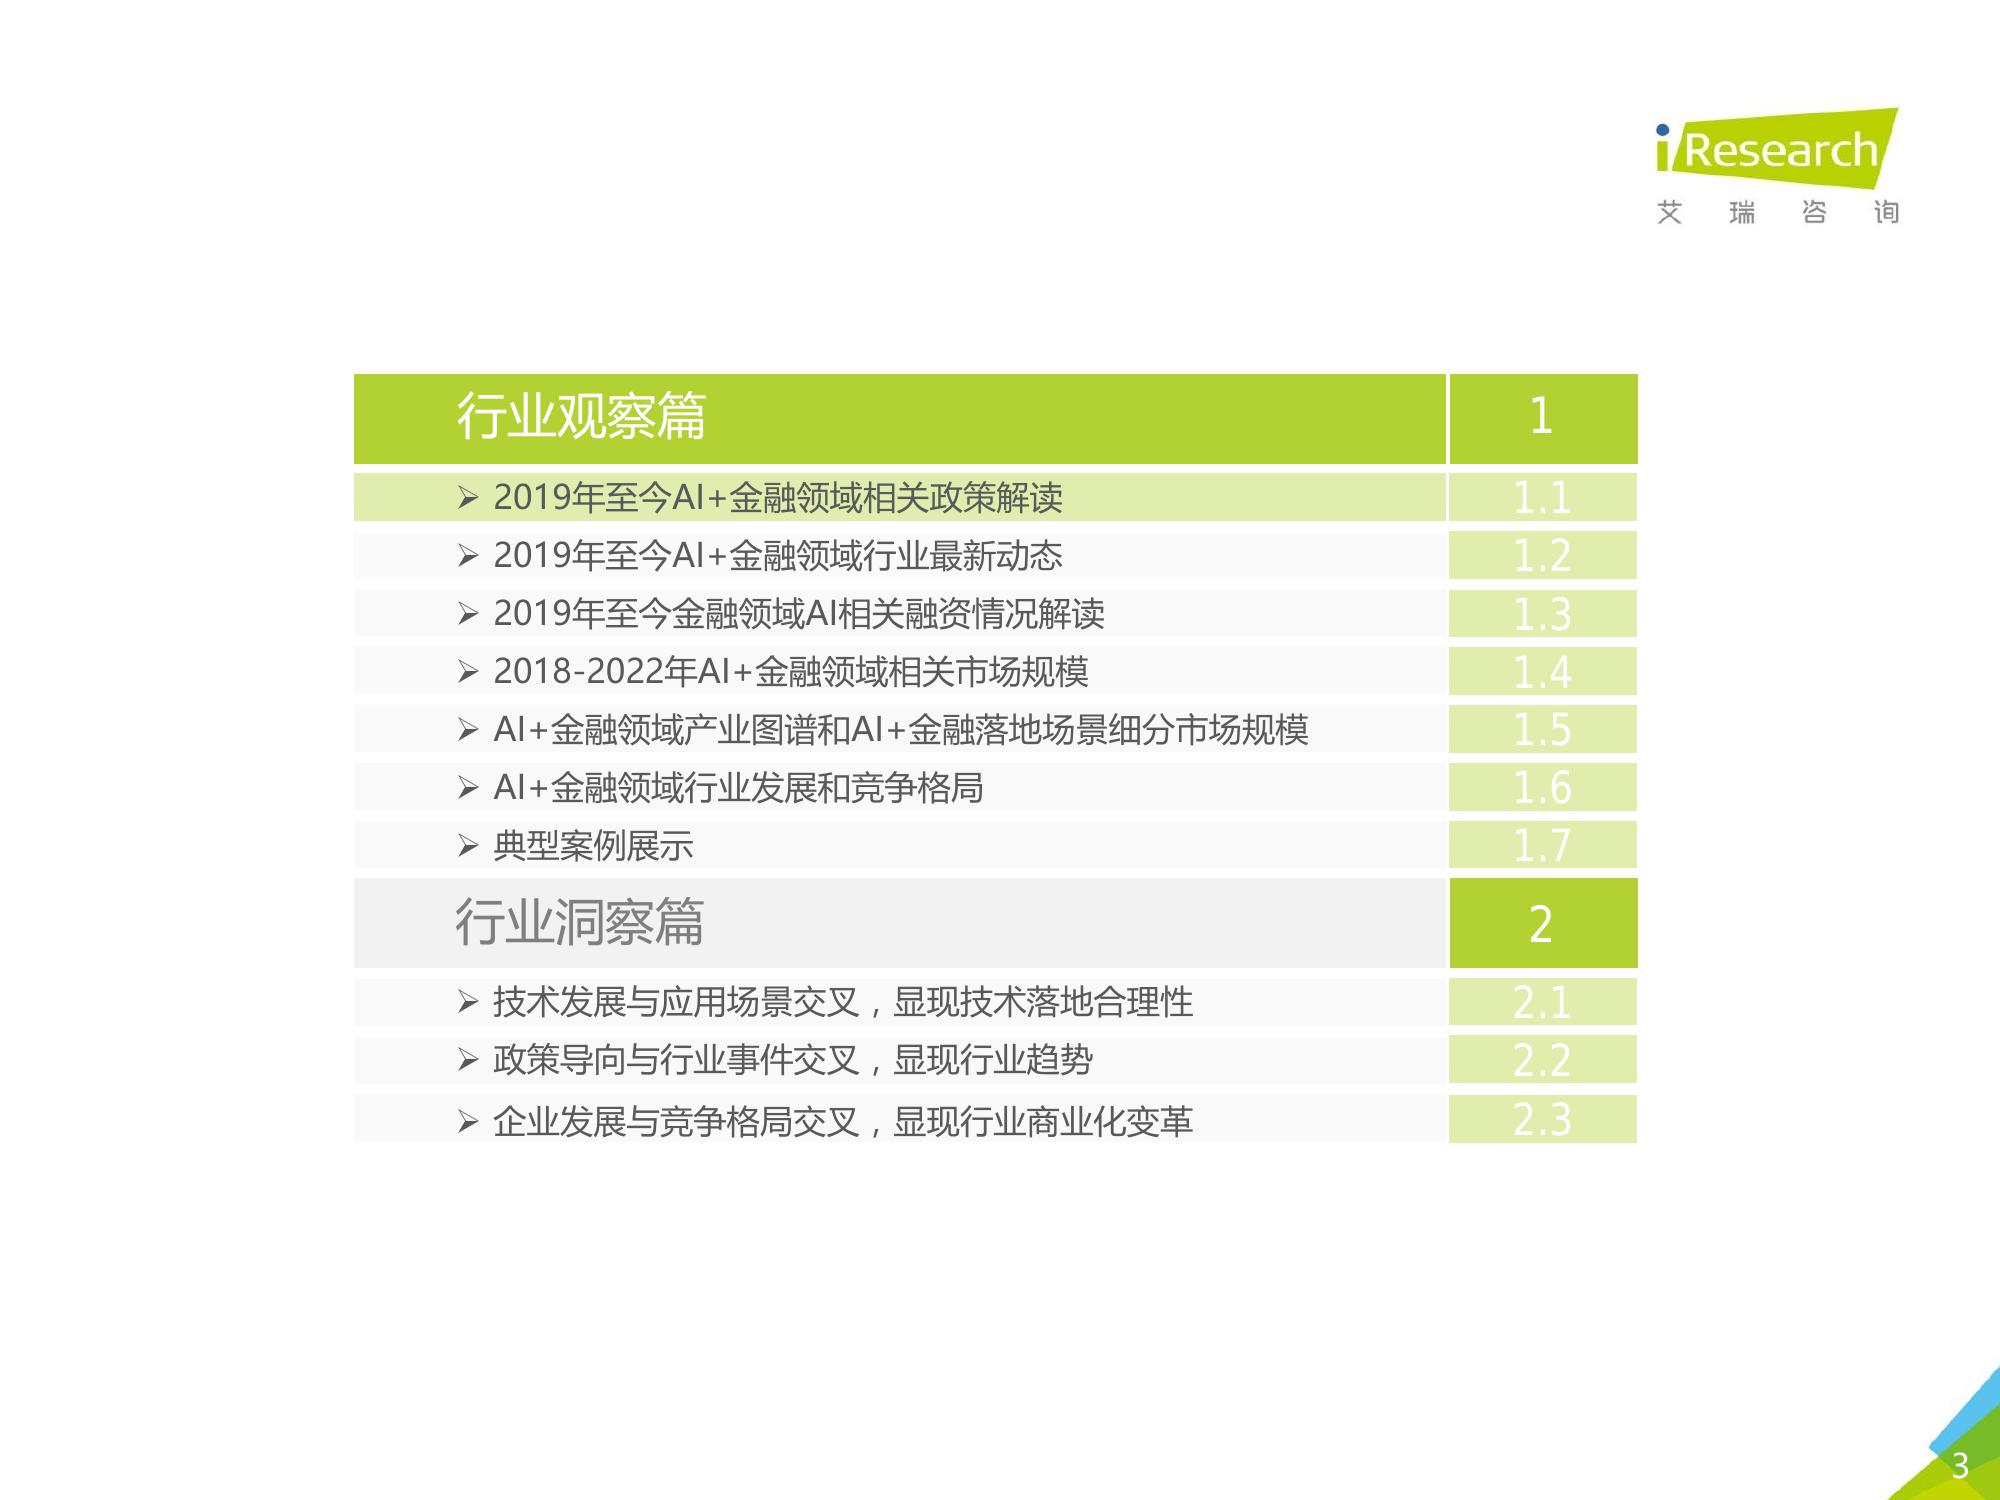 iResearch
艾瑞咨询
行业观察篇 1
➢ 2019年至今AI+金融领域相关政策解读 1.1
➢ 2019年至今AI+金融领域行业最新动态 1.2
➢ 2019年至今金融领域AI相关融资情况解读 1.3
➢ 2018-2022年AI+金融领域相关市场规模 1.4
➢ AI+金融领域产业图谱和AI+金融落地场景细分市场规模 1.5
➢ AI+金融领域行业发展和竞争格局 1.6
➢ 典型案例展示 1.7
行业洞察篇 2
➢ 技术发展与应用场景交叉，显现技术落地合理性 2.1
➢ 政策导向与行业事件交叉，显现行业趋势 2.2
➢ 企业发展与竞争格局交叉，显现行业商业化变革 2.3
3